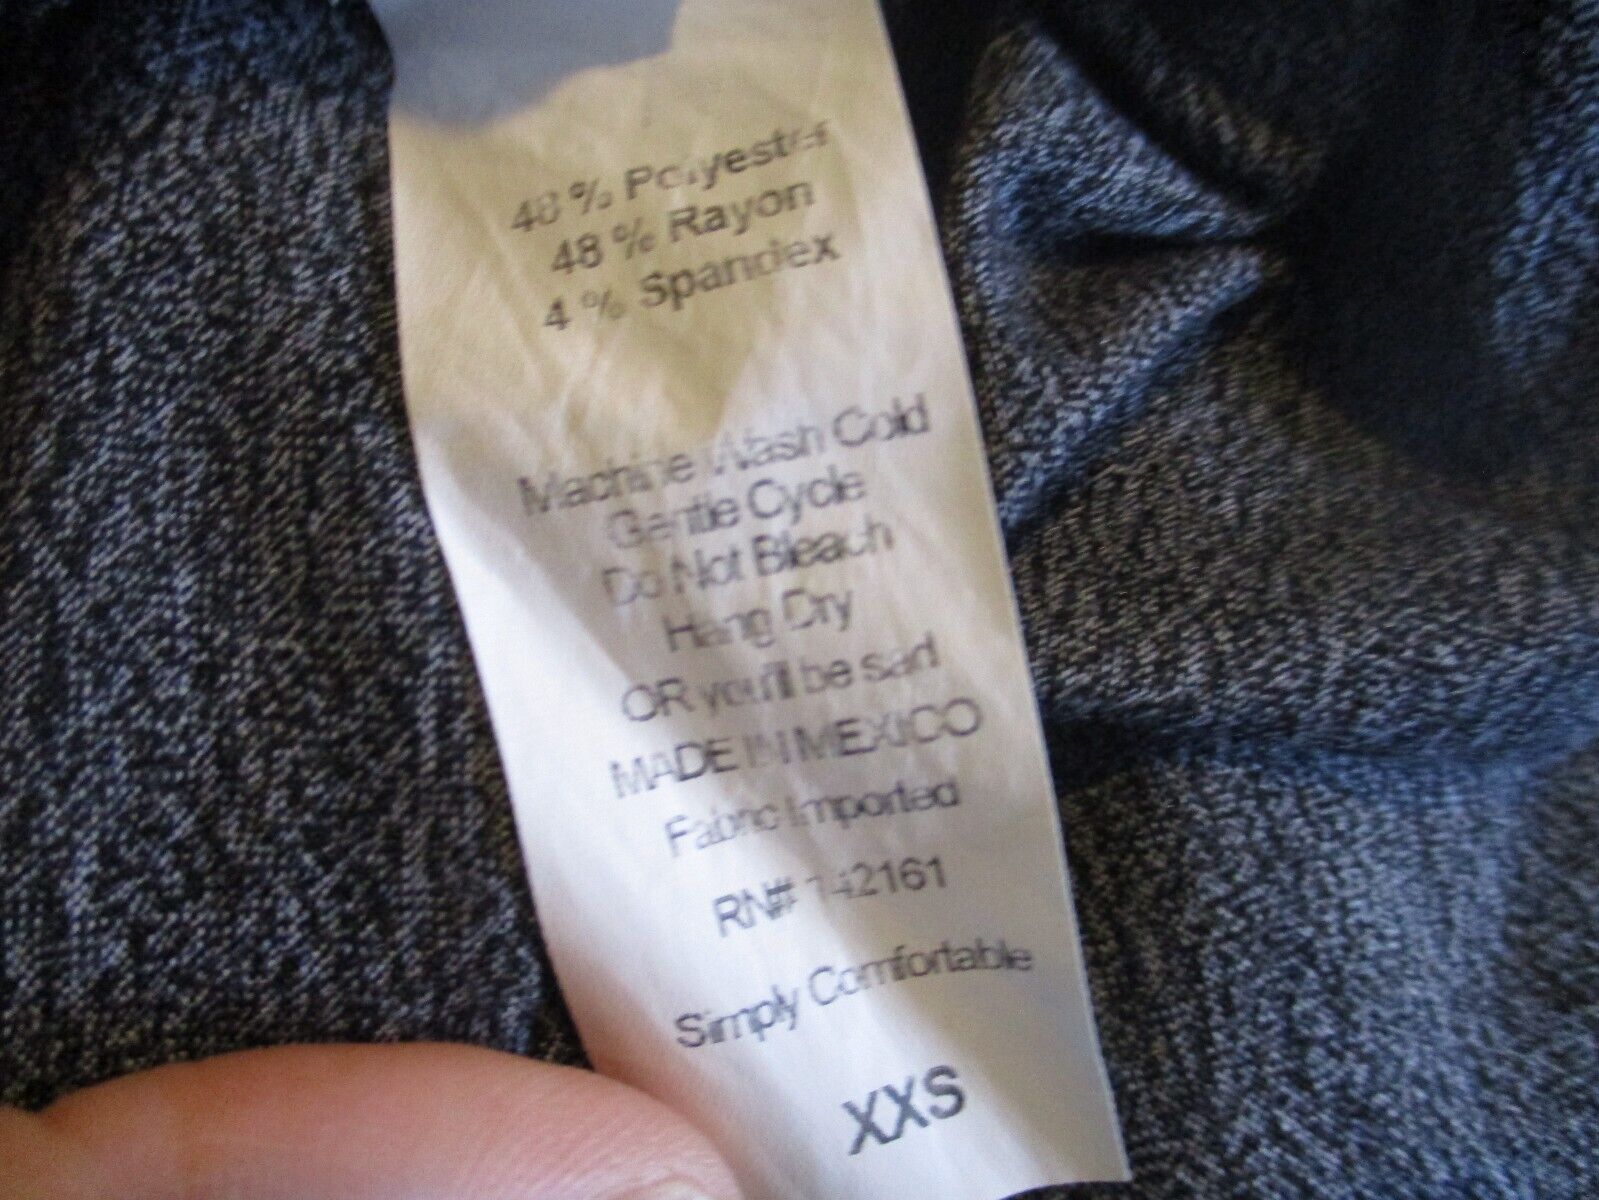 48 % Polyester
48 % Rayon
4 % Spandex
Machine Wash Cold
Gentle Cycle
Do Not Bleach
Hang Dry
OR you'll be sad
MADE IN MEXICO
Fabric Imported
RN# 142161
Simply Comfortable
XXS